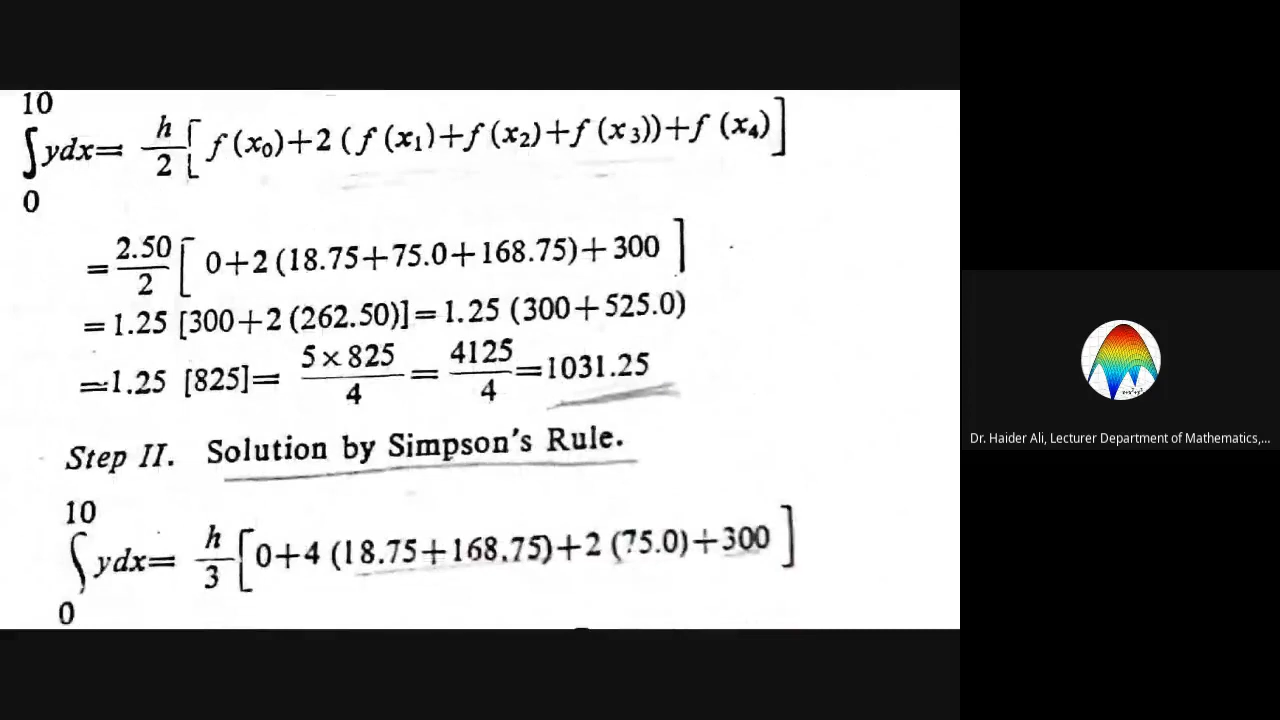 10
∫ydx= h/2 [ f (x₀)+2 (f (x₁)+f (x₂)+f (x₃))+f (x₄)]
0
= 2.50/2 [ 0+2 (18.75+75.0+168.75)+300 ]
=1.25 [300+2 (262.50)]=1.25 (300+525.0)
=1.25 [825]= 5×825/4 = 4125/4 =1031.25
Step II. Solution by Simpson's Rule.
10
∫ydx= h/3 [0+4 (18.75+168.75)+2 (75.0)+300 ]
0
Dr. Haider Ali, Lecturer Department of Mathematics,...